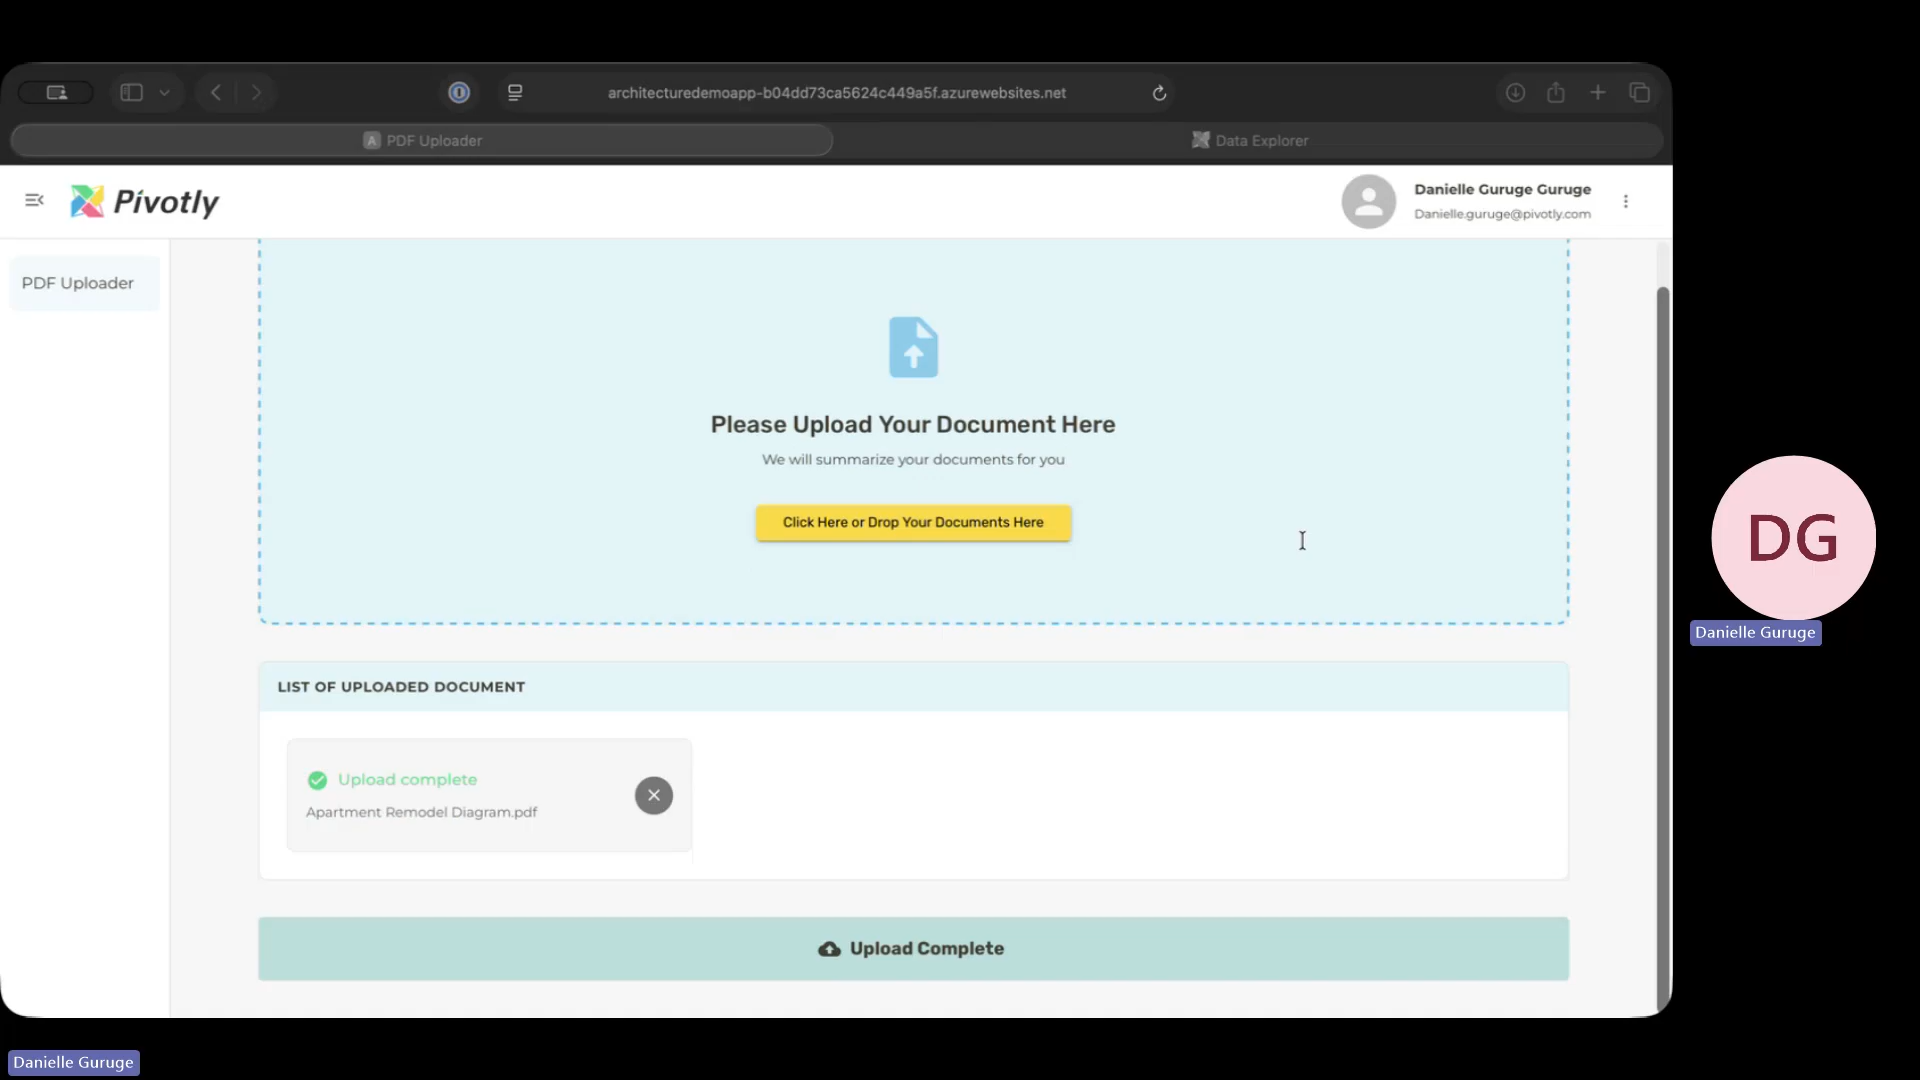 architecturedemoapp-b04dd73ca5624c449a5f.azurewebsites.net
A PDF Uploader
Data Explorer
Pivotly
Danielle Guruge Guruge
Danielle.guruge@pivotly.com
PDF Uploader
Please Upload Your Document Here
We will summarize your documents for you
Click Here or Drop Your Documents Here
DG
Danielle Guruge
LIST OF UPLOADED DOCUMENT
Upload complete
Apartment Remodel Diagram.pdf
Upload Complete
Danielle Guruge